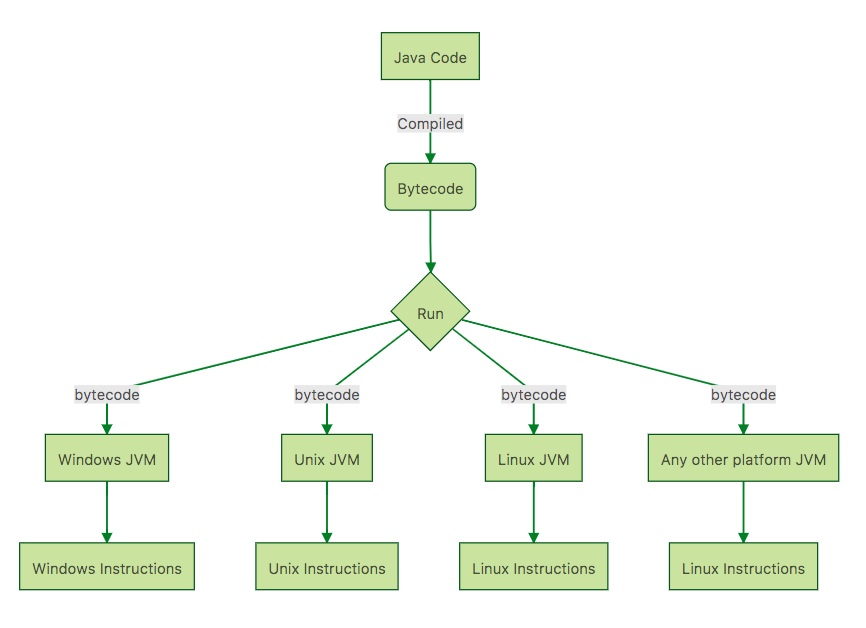 Java Code
Compiled
Bytecode
Run
bytecode
bytecode
bytecode
bytecode
Windows JVM
Unix JVM
Linux JVM
Any other platform JVM
Windows Instructions
Unix Instructions
Linux Instructions
Linux Instructions